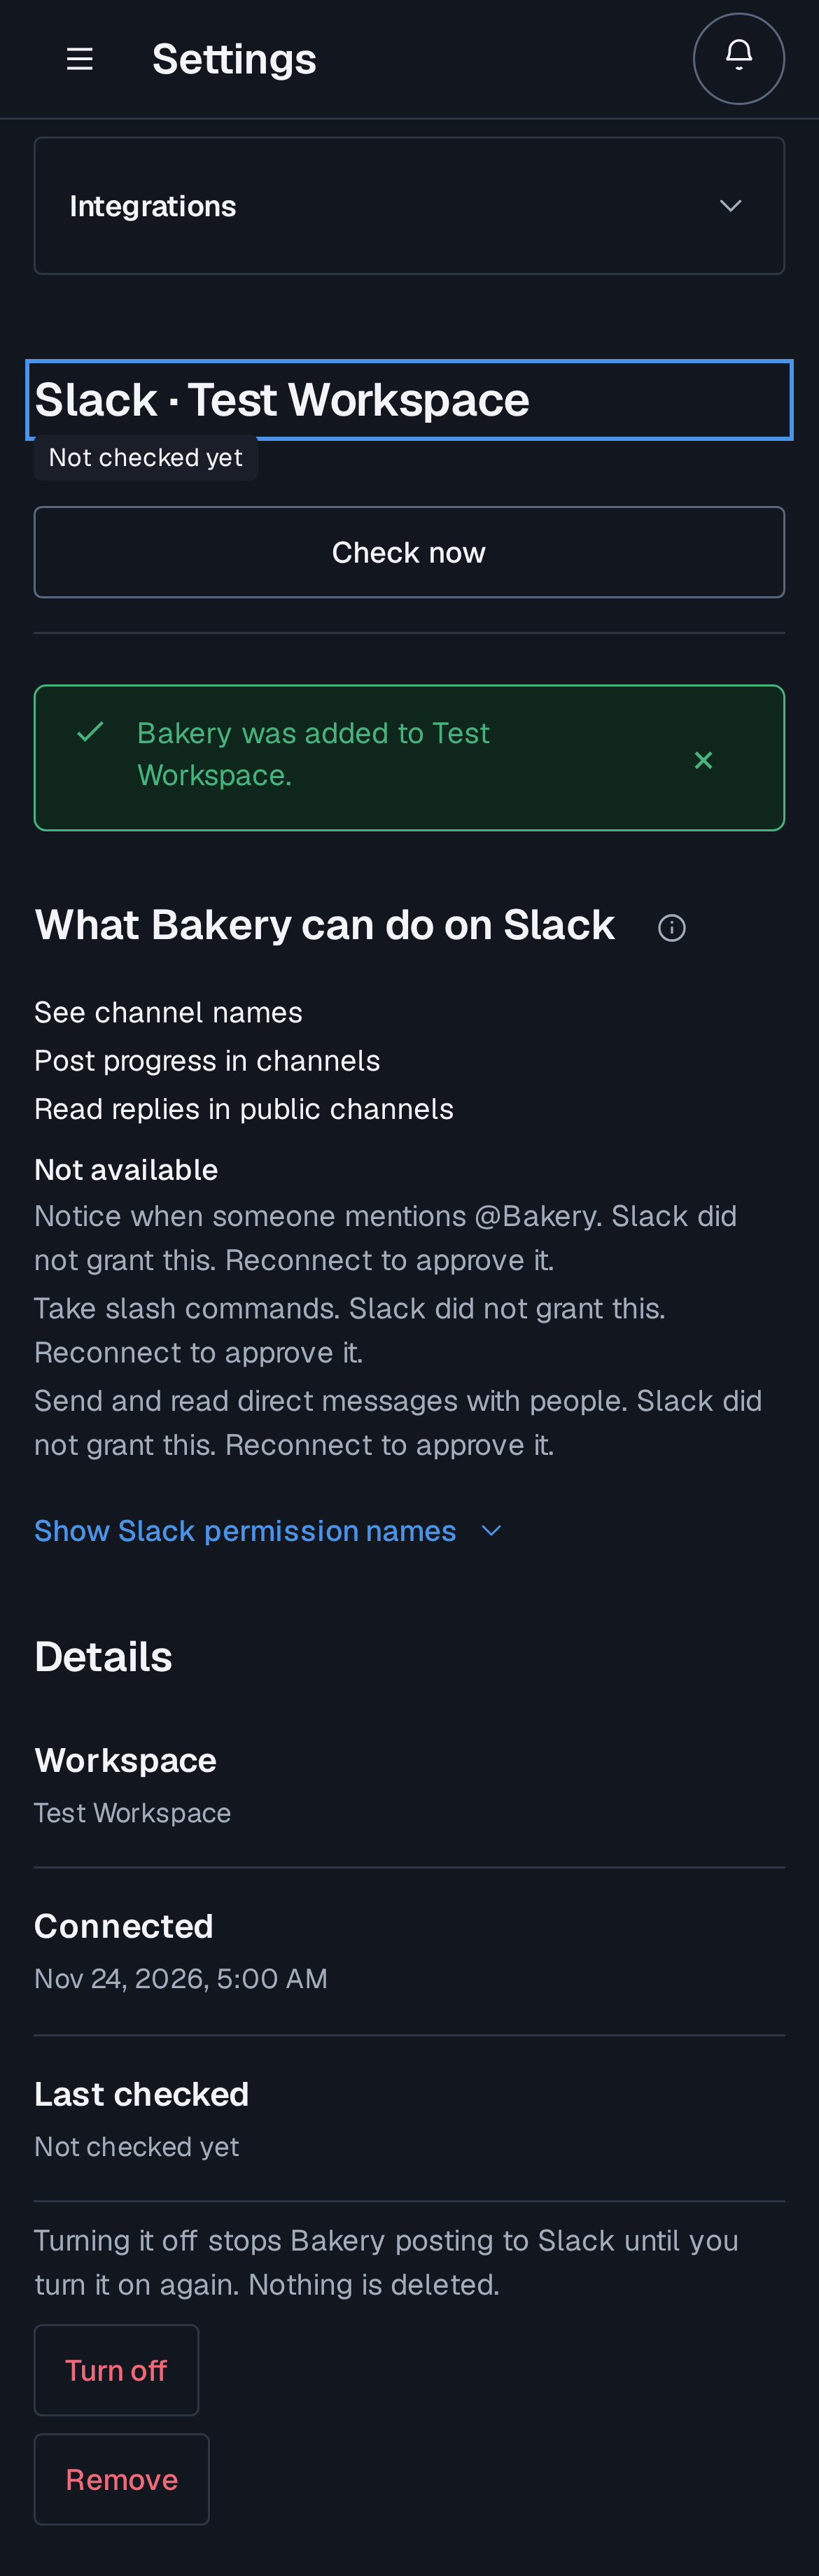 Settings
Integrations
Slack · Test Workspace
Not checked yet
Check now
Bakery was added to Test
Workspace.
What Bakery can do on Slack
See channel names
Post progress in channels
Read replies in public channels
Not available
Notice when someone mentions @Bakery. Slack did
not grant this. Reconnect to approve it.
Take slash commands. Slack did not grant this.
Reconnect to approve it.
Send and read direct messages with people. Slack did
not grant this. Reconnect to approve it.
Show Slack permission names
Details
Workspace
Test Workspace
Connected
Nov 24, 2026, 5:00 AM
Last checked
Not checked yet
Turning it off stops Bakery posting to Slack until you
turn it on again. Nothing is deleted.
Turn off
Remove